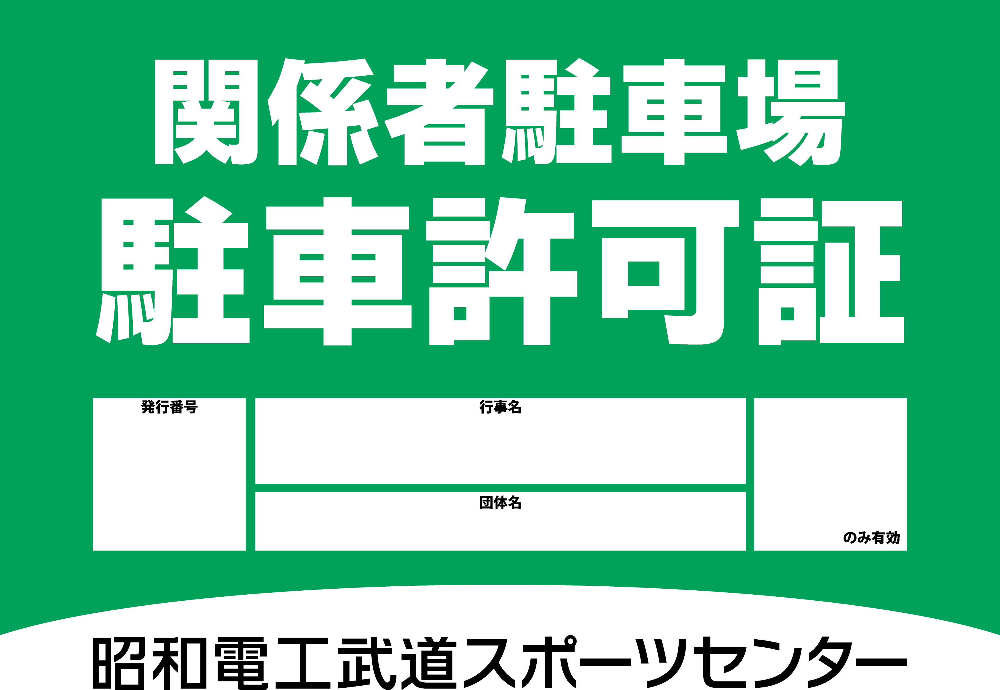 関係者駐車場
駐車許可証
発行番号
行事名
団体名
のみ有効
昭和電工武道スポーツセンター